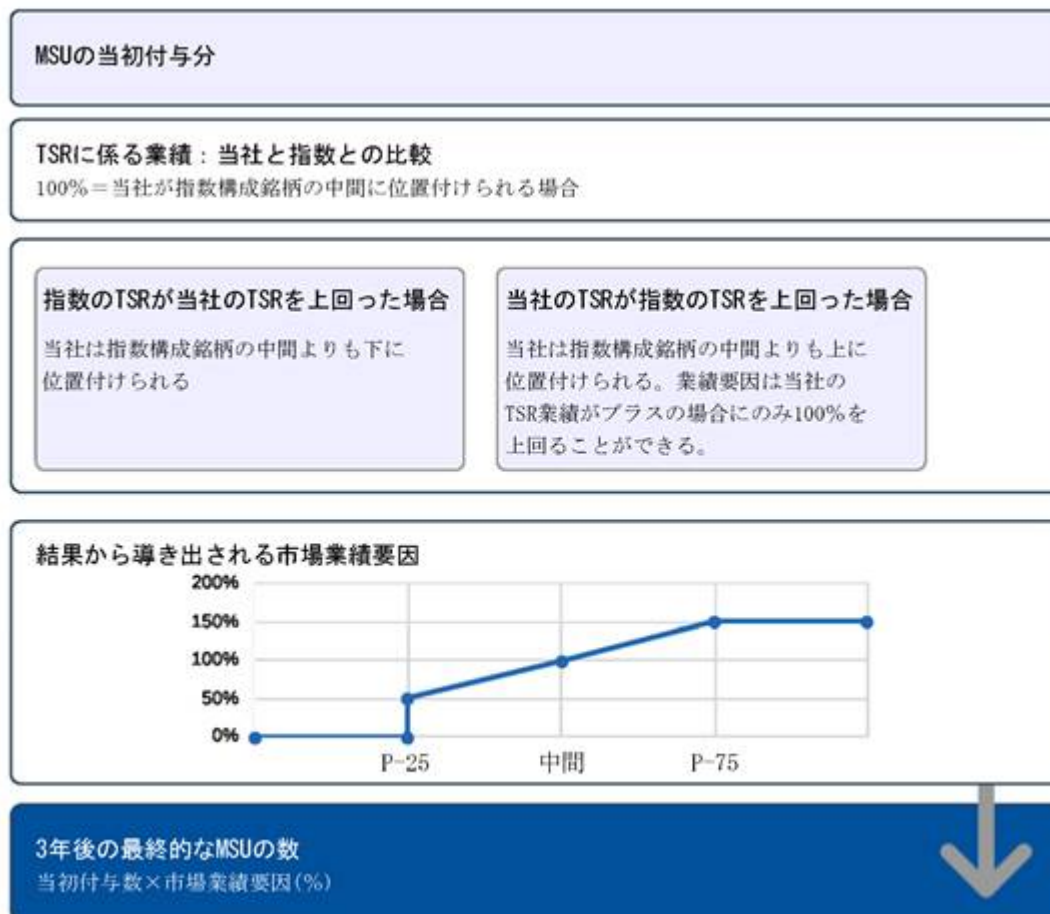 MSUの当初付与分
TSRに係る業績：当社と指数との比較
100%＝当社が指数構成銘柄の中間に位置付けられる場合
指数のTSRが当社のTSRを上回った場合
当社は指数構成銘柄の中間よりも下に
位置付けられる
当社のTSRが指数のTSRを上回った場合
当社は指数構成銘柄の中間よりも上に
位置付けられる。業績要因は当社の
TSR業績がプラスの場合にのみ100%を
上回ることができる。
結果から導き出される市場業績要因
200%
150%
100%
50%
0%
P-25 中間 P-75
3年後の最終的なMSUの数
当初付与数×市場業績要因(%)